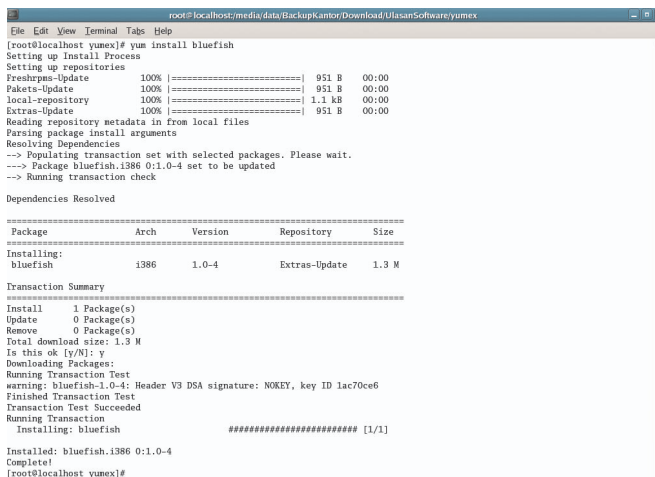 root@localhost:/media/data/BackupKantor/Download/UlasanSoftware/yumex
File Edit View Terminal Tabs Help
[root@localhost yumex]# yum install bluefish
Setting up Install Process
Setting up repositories
Freshrpms-Update 100% |=========================| 951 B 00:00
Pakets-Update 100% |=========================| 951 B 00:00
local-repository 100% |=========================| 1.1 kB 00:00
Extras-Update 100% |=========================| 951 B 00:00
Reading repository metadata in from local files
Parsing package install arguments
Resolving Dependencies
--> Populating transaction set with selected packages. Please wait.
---> Package bluefish.i386 0:1.0-4 set to be updated
--> Running transaction check
Dependencies Resolved
=============================================================================
Package Arch Version Repository Size
=============================================================================
Installing:
bluefish i386 1.0-4 Extras-Update 1.3 M
Transaction Summary
=============================================================================
Install 1 Package(s)
Update 0 Package(s)
Remove 0 Package(s)
Total download size: 1.3 M
Is this ok [y/N]: y
Downloading Packages:
Running Transaction Test
warning: bluefish-1.0-4: Header V3 DSA signature: NOKEY, key ID 1ac70ce6
Finished Transaction Test
Transaction Test Succeeded
Running Transaction
Installing: bluefish ######################### [1/1]
Installed: bluefish.i386 0:1.0-4
Complete!
[root@localhost yumex]#